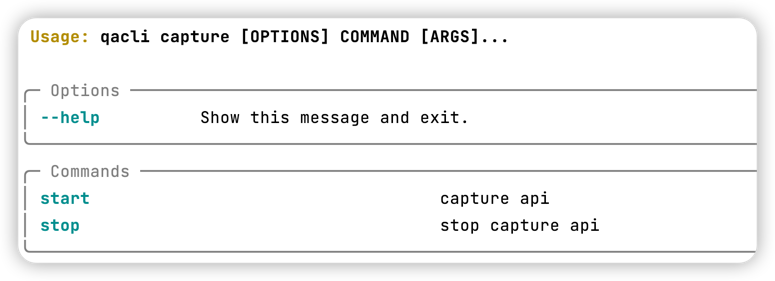 Usage: qacli capture [OPTIONS] COMMAND [ARGS]...
Options
--help Show this message and exit.
Commands
start capture api
stop stop capture api